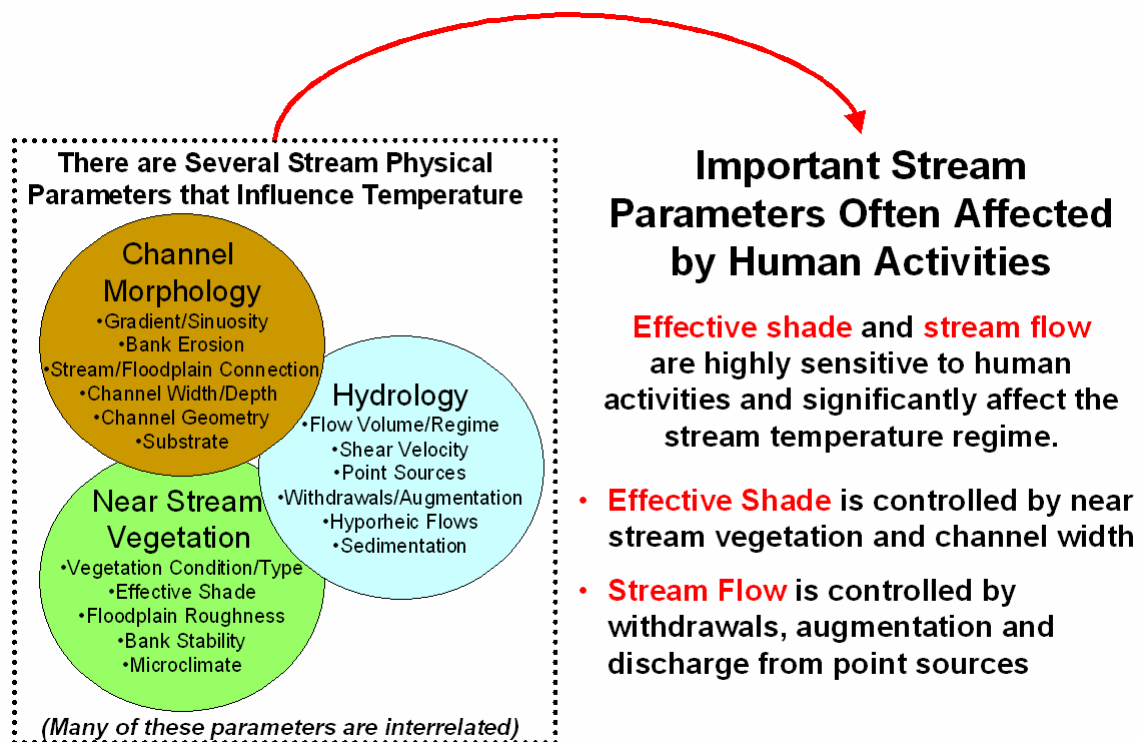 There are Several Stream Physical
Parameters that Influence Temperature
Channel
Morphology
•Gradient/Sinuosity
•Bank Erosion
•Stream/Floodplain Connection
•Channel Width/Depth
•Channel Geometry
•Substrate
Hydrology
•Flow Volume/Regime
•Shear Velocity
•Point Sources
•Withdrawals/Augmentation
•Hyporheic Flows
•Sedimentation
Near Stream
Vegetation
•Vegetation Condition/Type
•Effective Shade
•Floodplain Roughness
•Bank Stability
•Microclimate
(Many of these parameters are interrelated)
Important Stream
Parameters Often Affected
by Human Activities
Effective shade and stream flow
are highly sensitive to human
activities and significantly affect the
stream temperature regime.
• Effective Shade is controlled by near
stream vegetation and channel width
• Stream Flow is controlled by
withdrawals, augmentation and
discharge from point sources